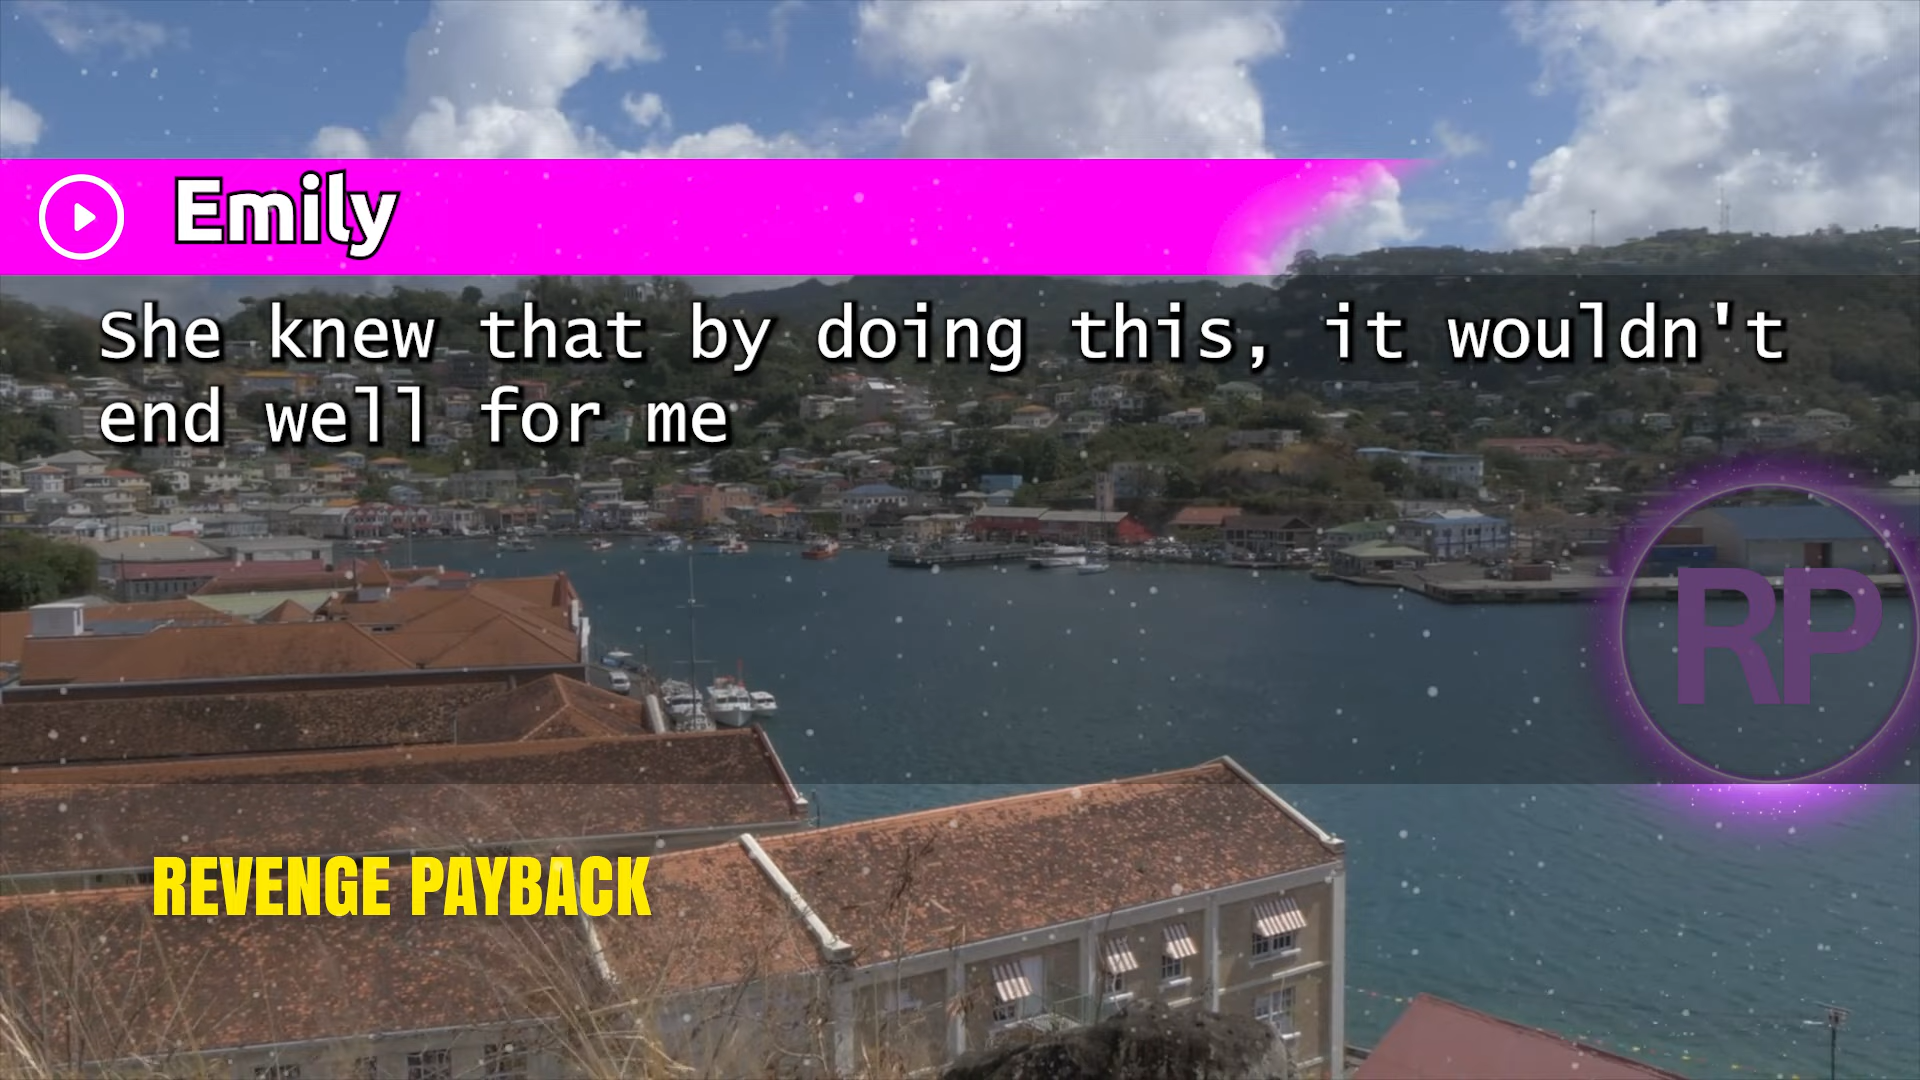 Emily
She knew that by doing this, it wouldn't
end well for me
RP
REVENGE PAYBACK